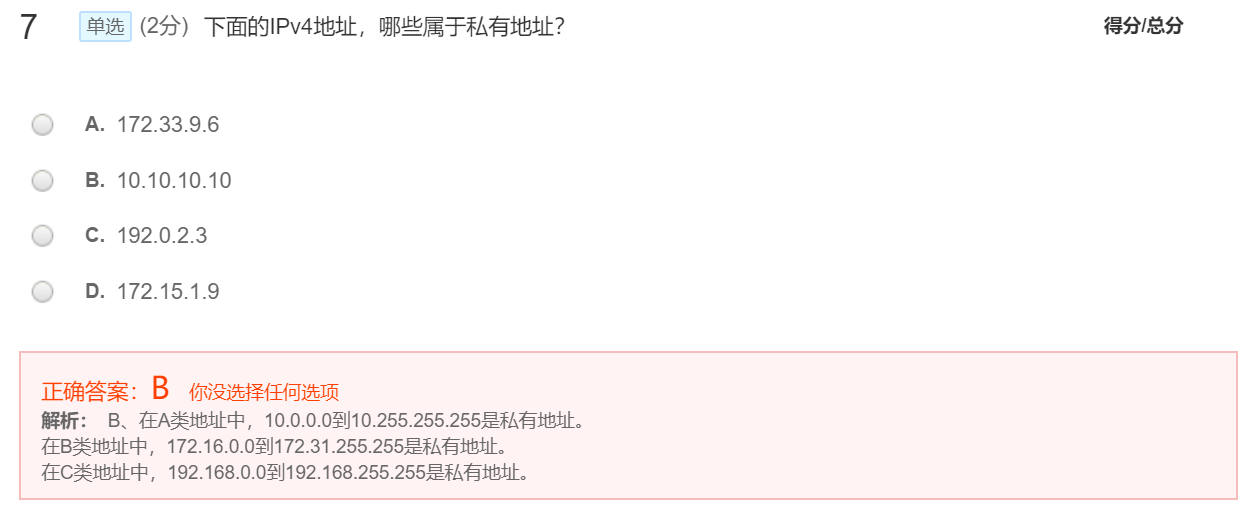 7 单选 (2分) 下面的IPv4地址，哪些属于私有地址? 得分/总分
A. 172.33.9.6
B. 10.10.10.10
C. 192.0.2.3
D. 172.15.1.9
正确答案：B 你没选择任何选项
解析： B、在A类地址中，10.0.0.0到10.255.255.255是私有地址。
在B类地址中，172.16.0.0到172.31.255.255是私有地址。
在C类地址中，192.168.0.0到192.168.255.255是私有地址。